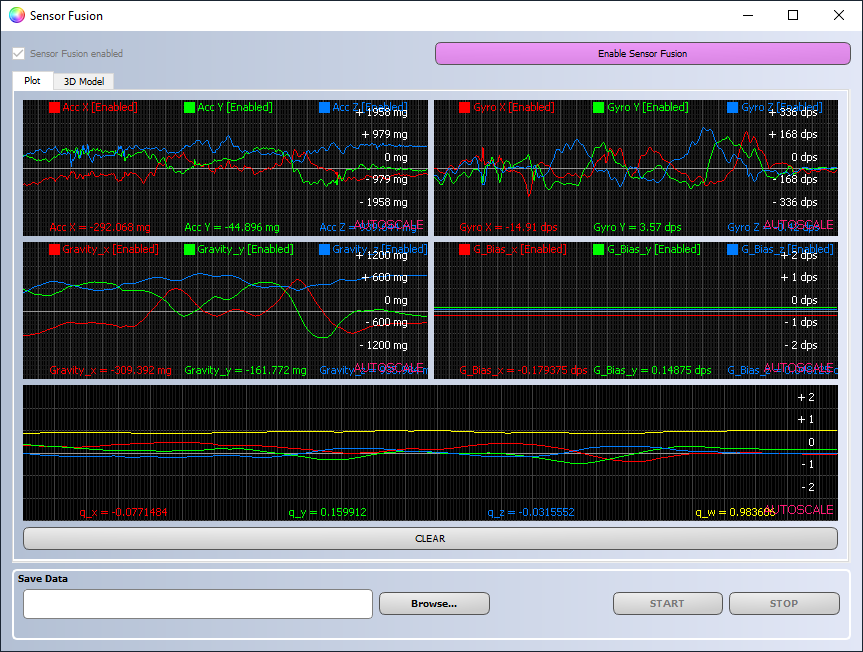 Sensor Fusion
Sensor Fusion enabled
Enable Sensor Fusion
Plot 3D Model
Acc X [Enabled] Acc Y [Enabled] Acc Z [Enabled]
+ 1958 mg
+ 979 mg
0 mg
- 979 mg
- 1958 mg
AUTOSCALE
Acc X = -292.068 mg Acc Y = -44.896 mg Acc Z =
Gyro X [Enabled] Gyro Y [Enabled] Gyro Z [Enabled]
+ 336 dps
+ 168 dps
0 dps
- 168 dps
- 336 dps
AUTOSCALE
Gyro X = -14.91 dps Gyro Y = 3.57 dps Gyro Z =
Gravity_x [Enabled] Gravity_y [Enabled] Gravity_z [Enabled]
+ 1200 mg
+ 600 mg
0 mg
- 600 mg
- 1200 mg
AUTOSCALE
Gravity_x = -309.392 mg Gravity_y = -161.772 mg Gravity_z =
G_Bias_x [Enabled] G_Bias_y [Enabled] G_Bias_z [Enabled]
+ 2 dps
+ 1 dps
0 dps
- 1 dps
- 2 dps
AUTOSCALE
G_Bias_x = -0.179375 dps G_Bias_y = 0.14875 dps G_Bias_z =
+ 2
+ 1
0
- 1
- 2
AUTOSCALE
q_x = -0.0771484 q_y = 0.159912 q_z = -0.0315552 q_w = 0.983606
CLEAR
Save Data
Browse... START STOP